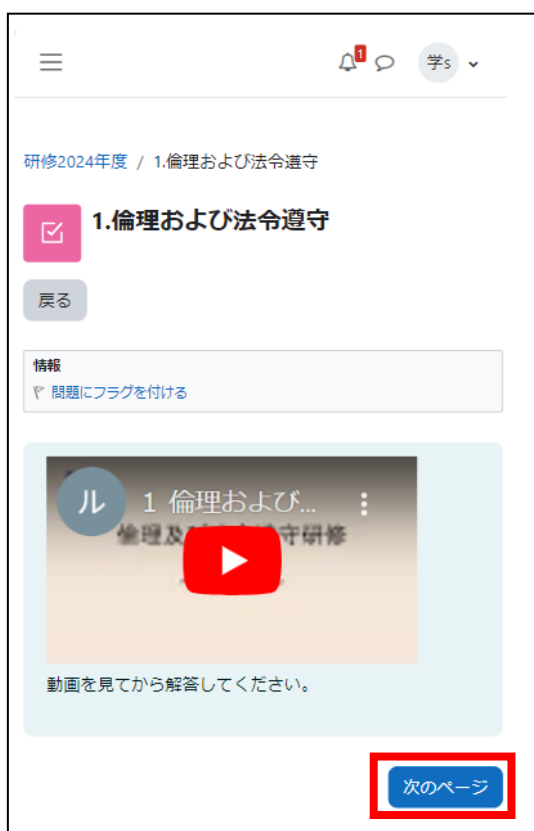 1
学s
研修2024年度 / 1.倫理および法令遵守
1.倫理および法令遵守
戻る
情報
問題にフラグを付ける
ル
1 倫理および...
動画を見てから解答してください。
次のページ